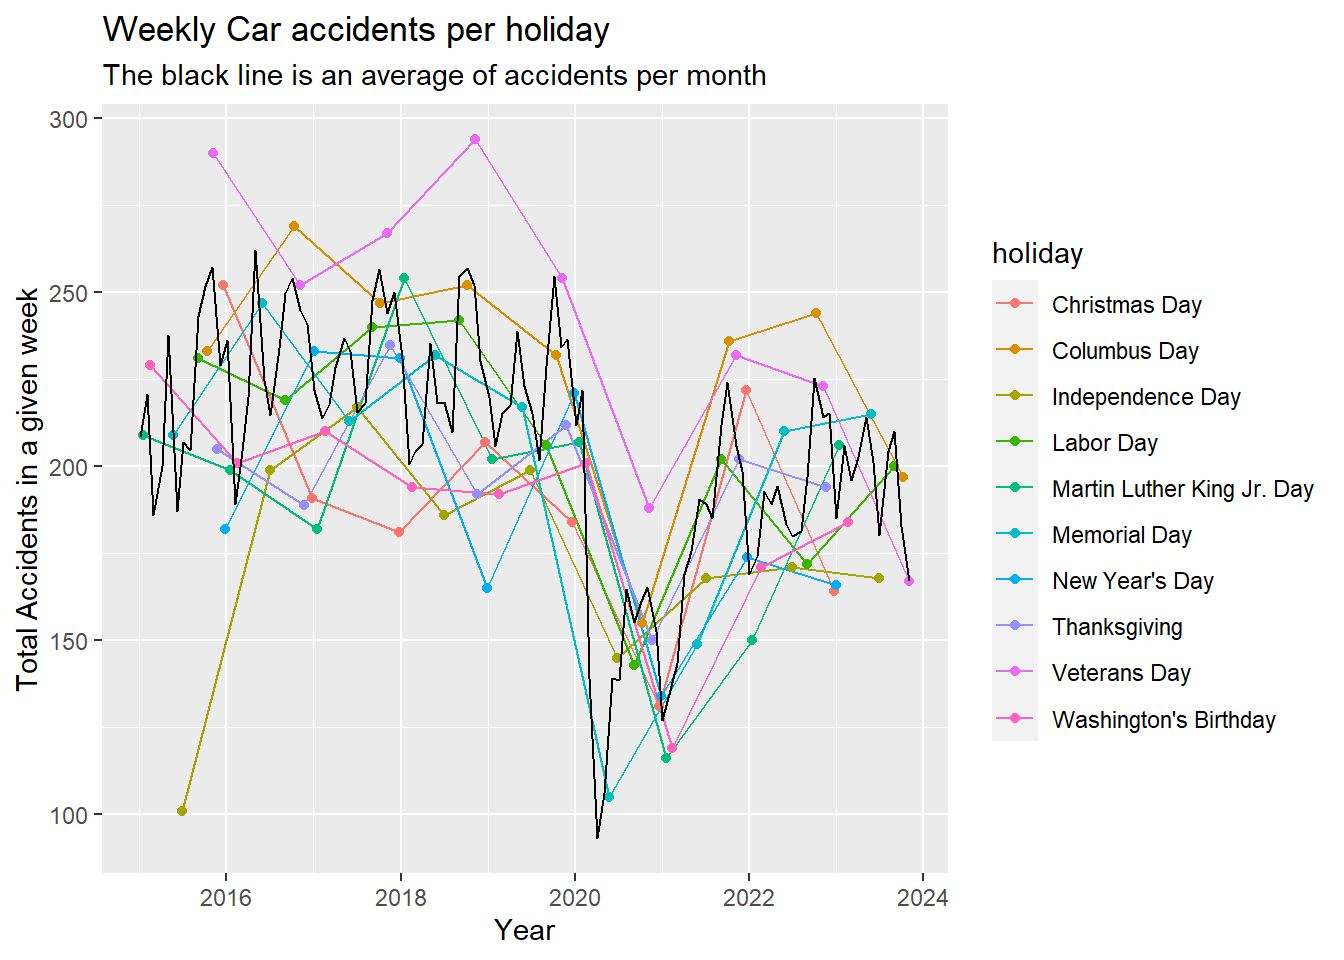 Weekly Car accidents per holiday
The black line is an average of accidents per month
Total Accidents in a given week
300
250
200
150
100
2016
2018
2020
2022
2024
Year
holiday
Christmas Day
Columbus Day
Independence Day
Labor Day
Martin Luther King Jr. Day
Memorial Day
New Year's Day
Thanksgiving
Veterans Day
Washington's Birthday